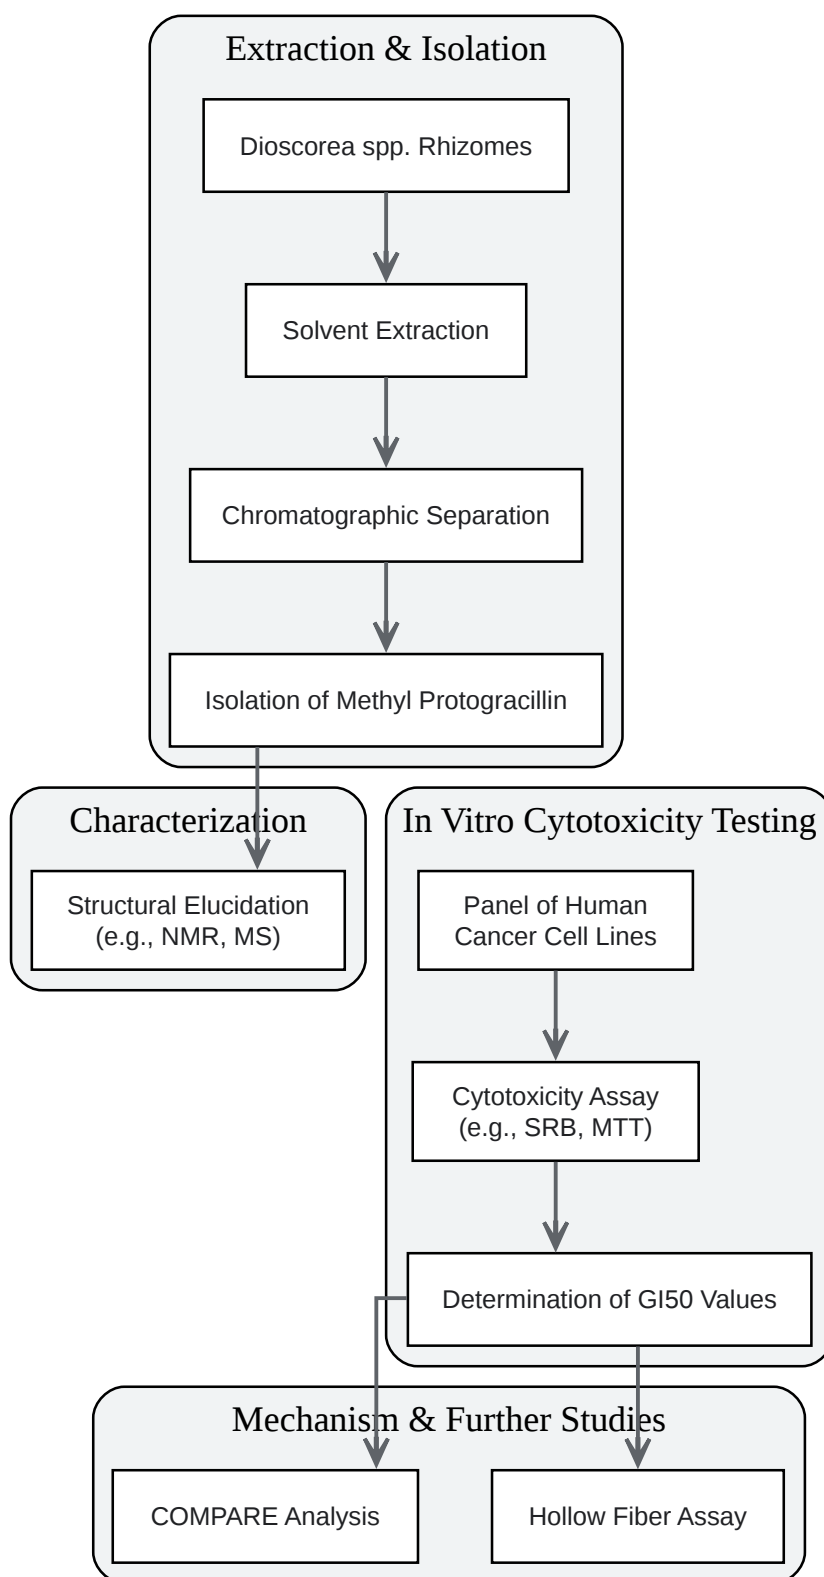 Extraction & Isolation
Dioscorea spp. Rhizomes
Solvent Extraction
Chromatographic Separation
Isolation of Methyl Protogracillin
Characterization
Structural Elucidation
(e.g., NMR, MS)
In Vitro Cytotoxicity Testing
Panel of Human
Cancer Cell Lines
Cytotoxicity Assay
(e.g., SRB, MTT)
Determination of GI50 Values
Mechanism & Further Studies
COMPARE Analysis
Hollow Fiber Assay